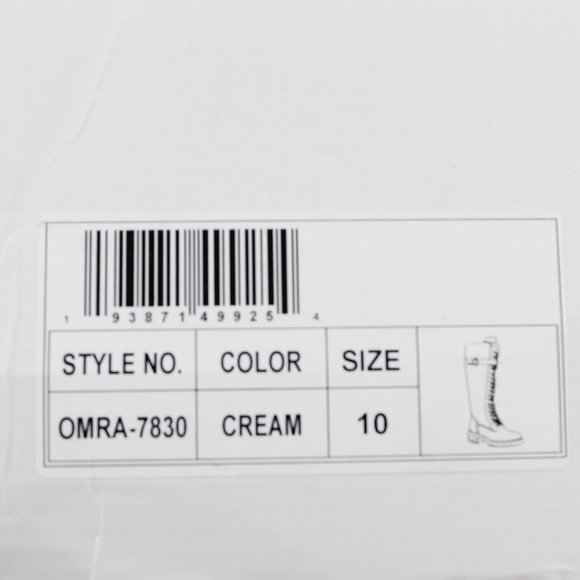 1 93871 49925 4
STYLE NO. COLOR SIZE
OMRA-7830 CREAM 10